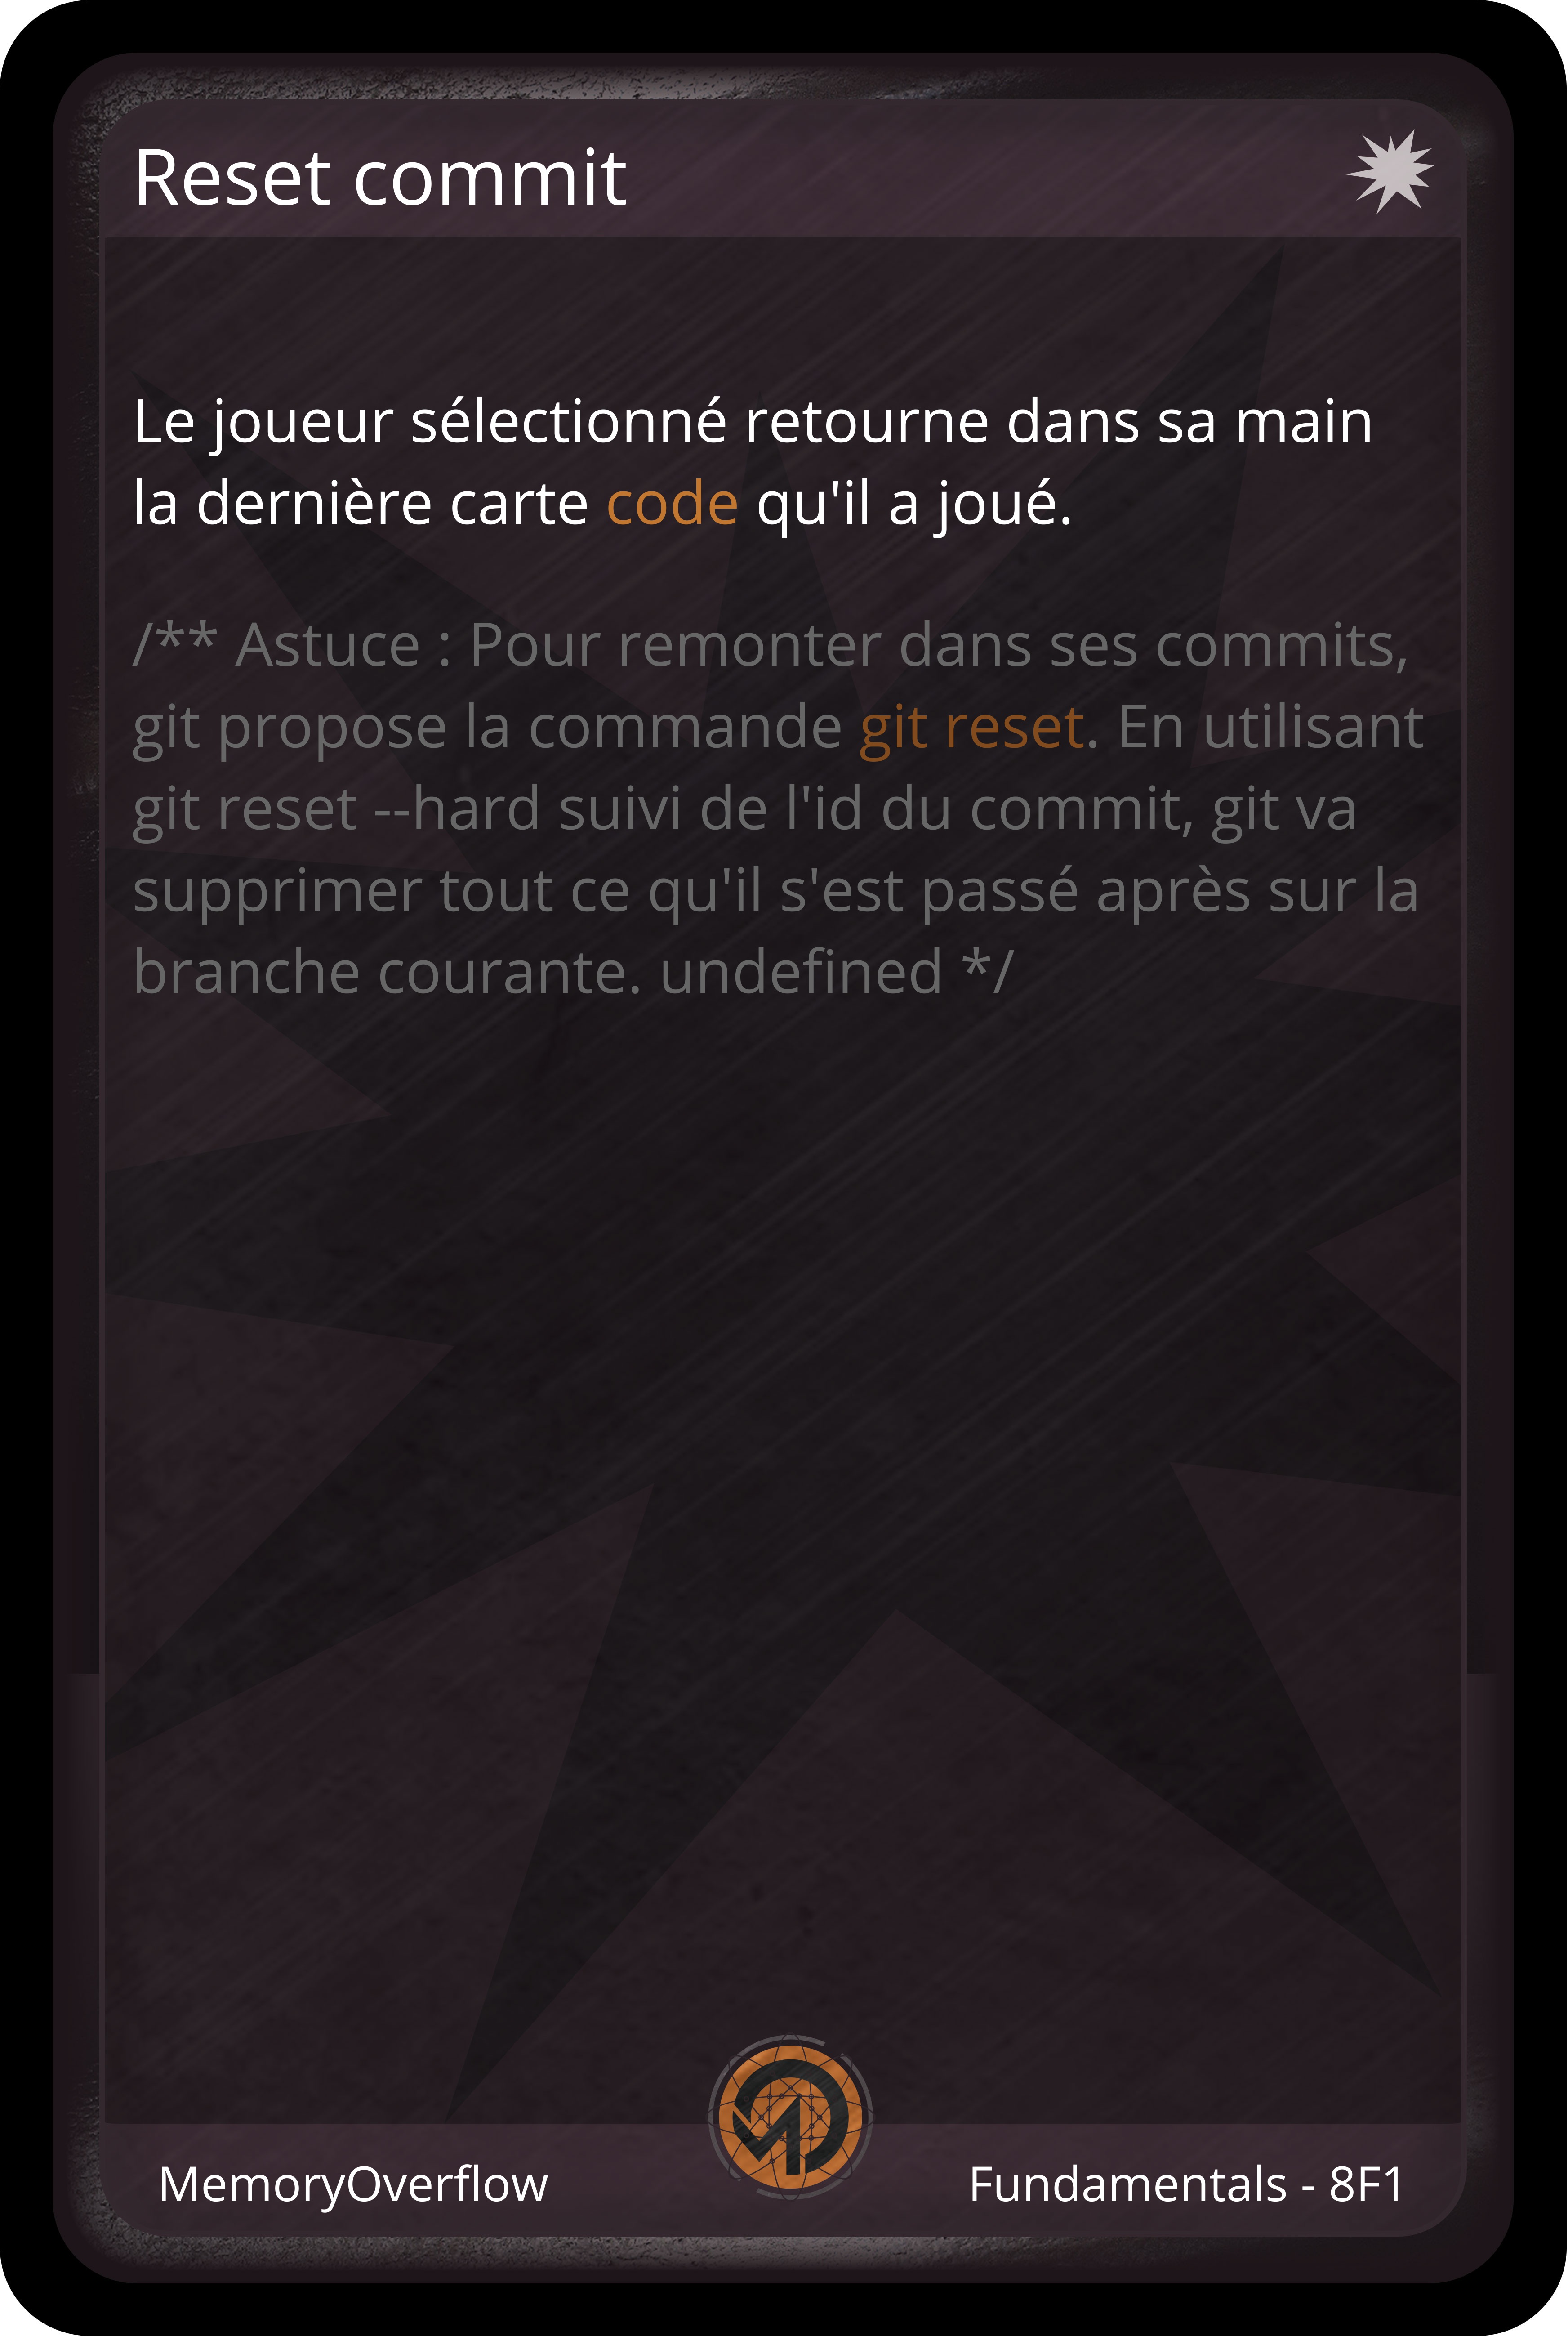 Reset commit
Le joueur sélectionné retourne dans sa main
la dernière carte code qu'il a joué.
/** Astuce : Pour remonter dans ses commits,
git propose la commande git reset. En utilisant
git reset --hard suivi de l'id du commit, git va
supprimer tout ce qu'il s'est passé après sur la
branche courante. undefined */
MemoryOverflow
Fundamentals - 8F1